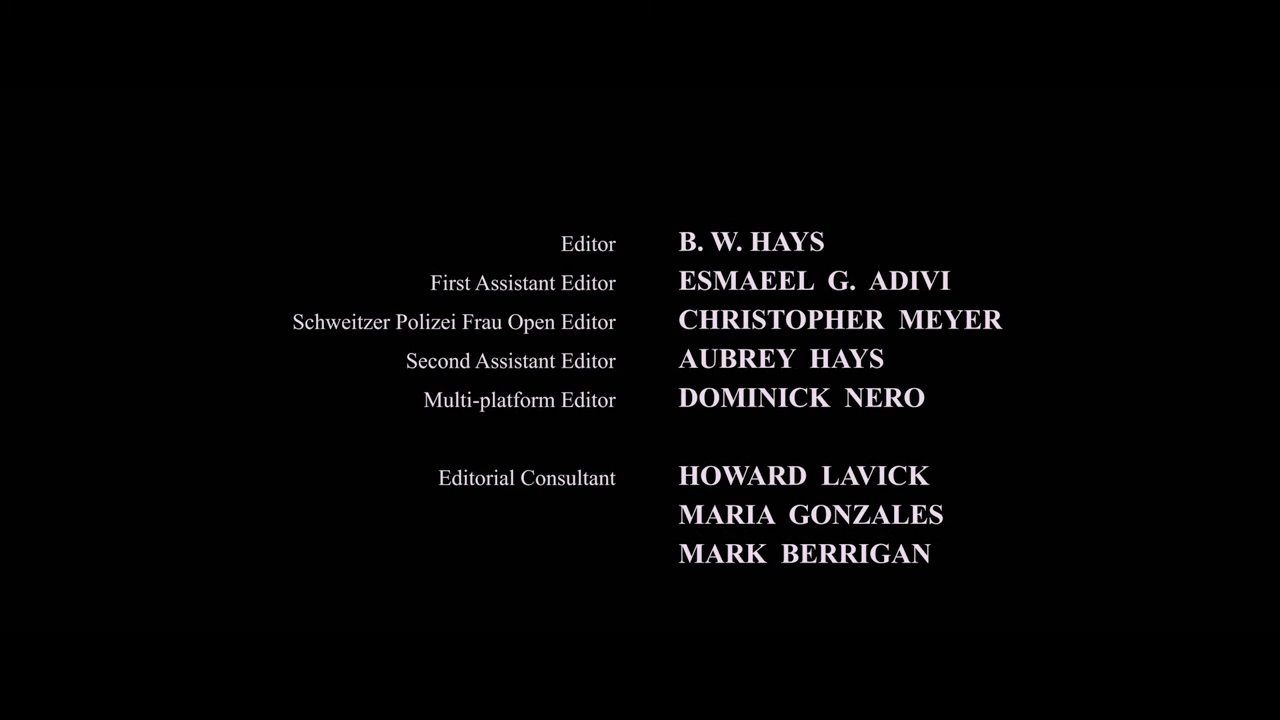 Editor B. W. HAYS
First Assistant Editor ESMAEEL G. ADIVI
Schweitzer Polizei Frau Open Editor CHRISTOPHER MEYER
Second Assistant Editor AUBREY HAYS
Multi-platform Editor DOMINICK NERO
Editorial Consultant HOWARD LAVICK
MARIA GONZALES
MARK BERRIGAN